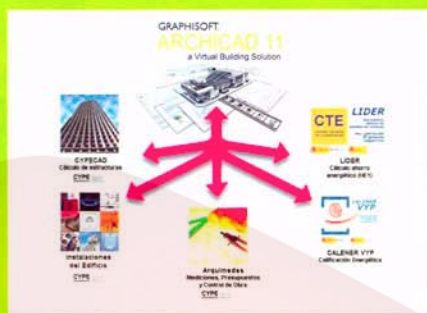 GRAPHISOFT.
ARCHICAD 11
a Virtual Building Solution
CYPECAD
Cálculo de estructuras
CYPE
Instalaciones
del Edificio
CYPE
Arquimedes
Mediciones, Presupuestos
y Control de Obra
CYPE
CTE
LIDER
LIDER
Cálculo ahorro
energético (HE1)
CALENER
VYP
CALENER VYP
Calificación Energética